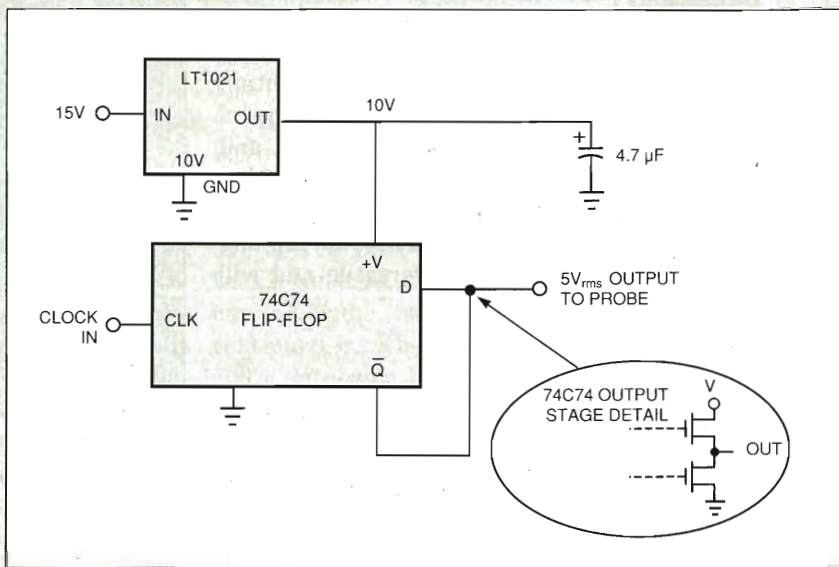 LT1021
15V
IN
OUT
10V
10V
GND
+
4.7 µF
+V
D
74C74
FLIP-FLOP
CLOCK
IN
CLK
Q̅
5Vrms OUTPUT
TO PROBE
74C74 OUTPUT
STAGE DETAIL
V
OUT